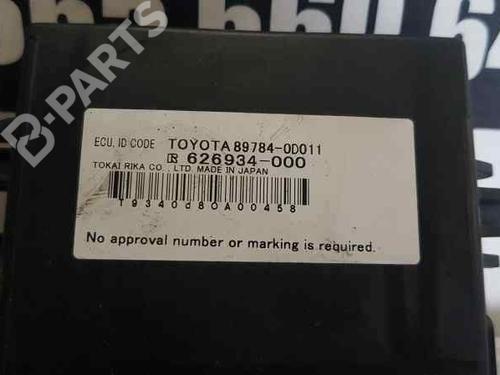 B-PARTS
ECU, ID CODE TOYOTA 89784-0D011
R 626934-000
TOKAI RIKA CO., LTD. MADE IN JAPAN
19340d80A00458
No approval number or marking is required.